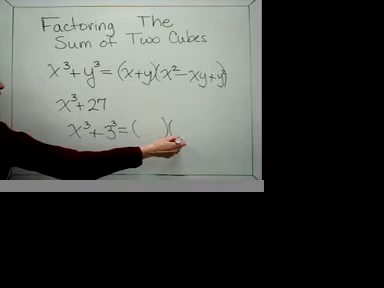 Factoring The
Sum of Two Cubes
x³+y³=(x+y)(x²-xy+y²)
x³+27
x³+3³=( )(